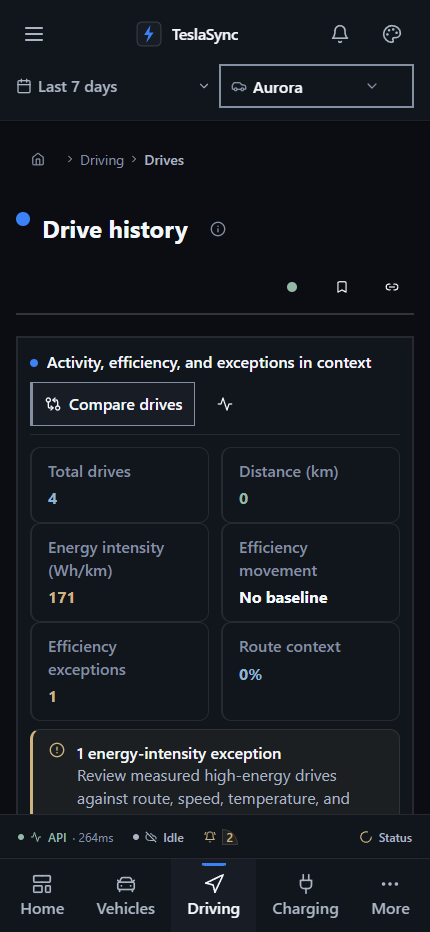 TeslaSync
Last 7 days
Aurora
Driving
Drives
Drive history
Activity, efficiency, and exceptions in context
Compare drives
Total drives
4
Distance (km)
0
Energy intensity
(Wh/km)
171
Efficiency
movement
No baseline
Efficiency
exceptions
1
Route context
0%
1 energy-intensity exception
Review measured high-energy drives
against route, speed, temperature, and
API · 264ms
Idle
2
Status
Home
Vehicles
Driving
Charging
More